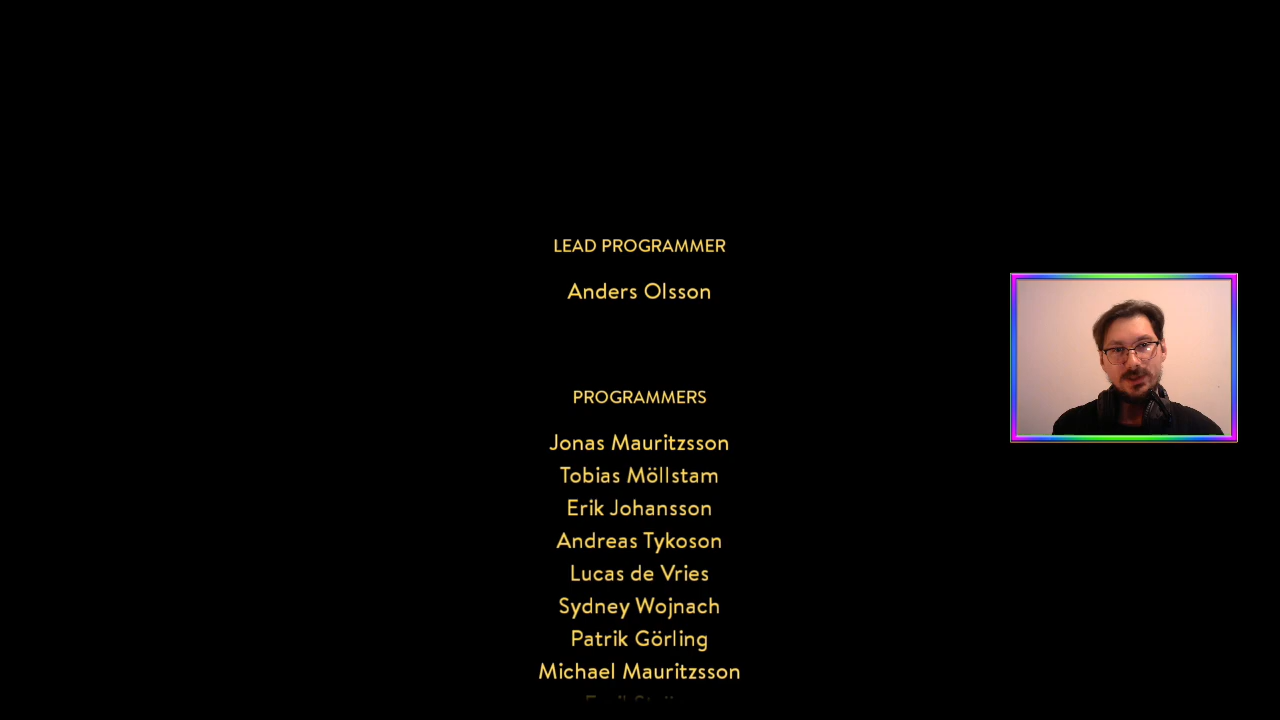 LEAD PROGRAMMER
Anders Olsson
PROGRAMMERS
Jonas Mauritzsson
Tobias Möllstam
Erik Johansson
Andreas Tykoson
Lucas de Vries
Sydney Wojnach
Patrik Görling
Michael Mauritzsson